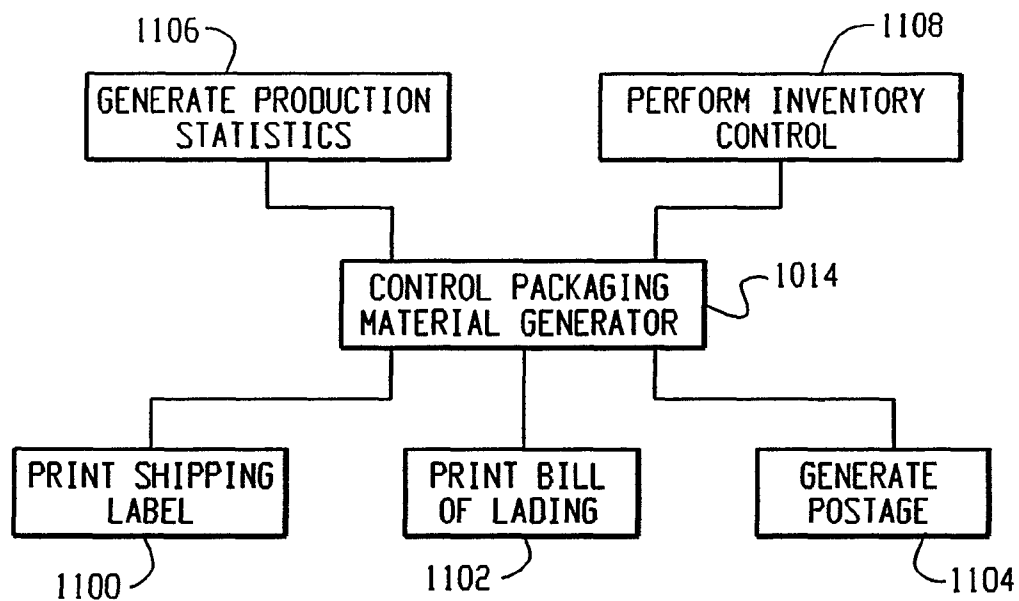 1106
1108
GENERATE PRODUCTION
STATISTICS
PERFORM INVENTORY
CONTROL
CONTROL PACKAGING
MATERIAL GENERATOR
1014
PRINT SHIPPING
LABEL
PRINT BILL
OF LADING
GENERATE
POSTAGE
1100
1102
1104